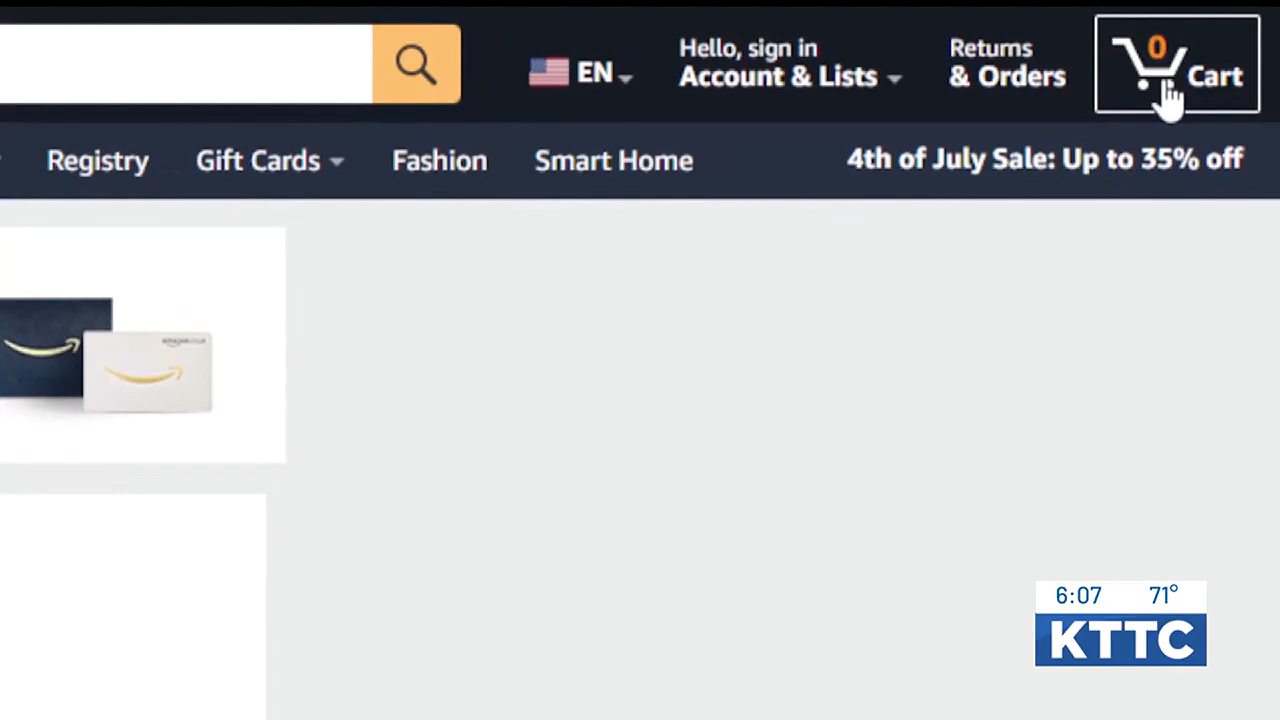 EN
Hello, sign in
Account & Lists
Returns
& Orders
0
Cart
Registry
Gift Cards
Fashion
Smart Home
4th of July Sale: Up to 35% off
6:07
71°
KTTC